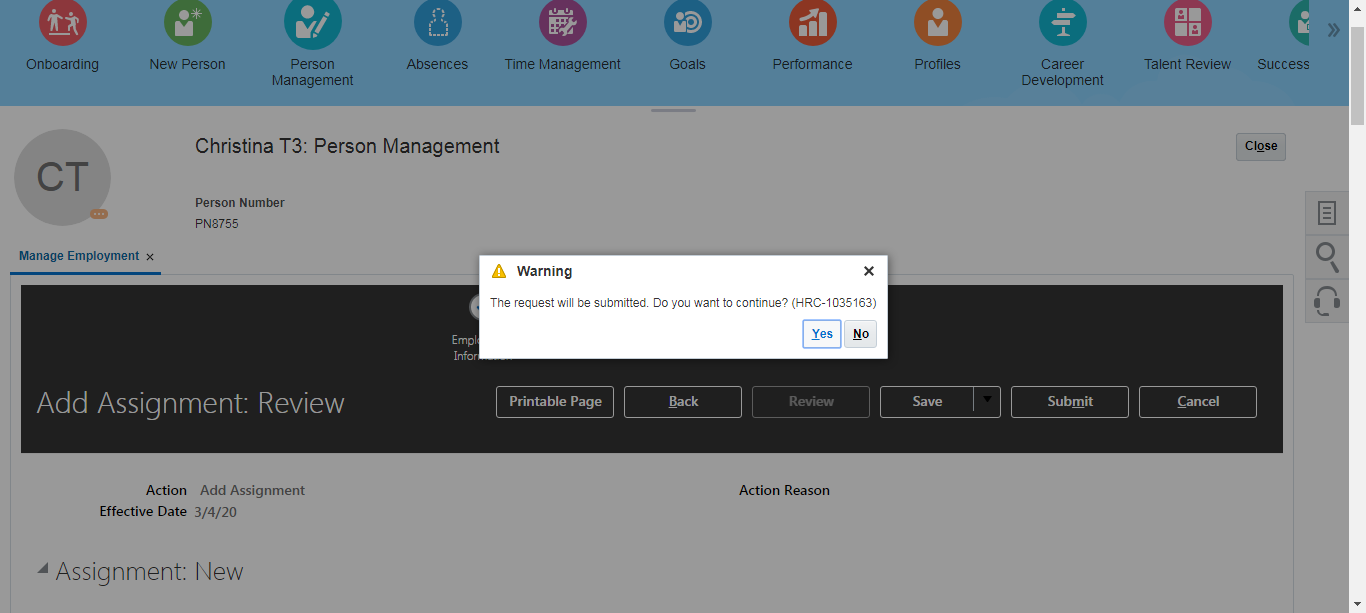 Onboarding
New Person
Person
Management
Absences
Time Management
Goals
Performance
Profiles
Career
Development
Talent Review
Success
CT
Christina T3: Person Management
Close
Person Number
PN8755
Manage Employment
Warning
The request will be submitted. Do you want to continue? (HRC-1035163)
Yes No
Add Assignment: Review
Printable Page
Back
Review
Save
Submit
Cancel
Action Add Assignment
Action Reason
Effective Date 3/4/20
Assignment: New